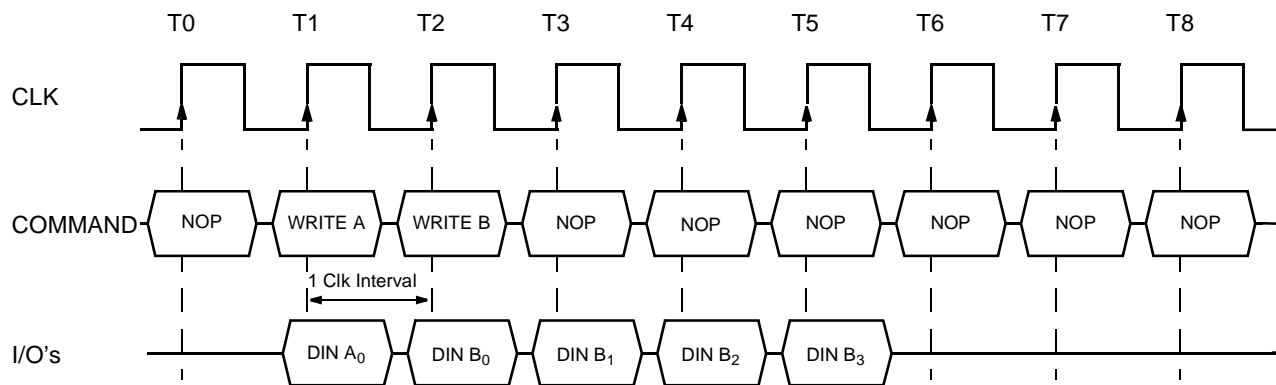 T0 T1 T2 T3 T4 T5 T6 T7 T8
CLK
COMMAND NOP WRITE A WRITE B NOP NOP NOP NOP NOP NOP
1 Clk Interval
I/O's DIN A0 DIN B0 DIN B1 DIN B2 DIN B3